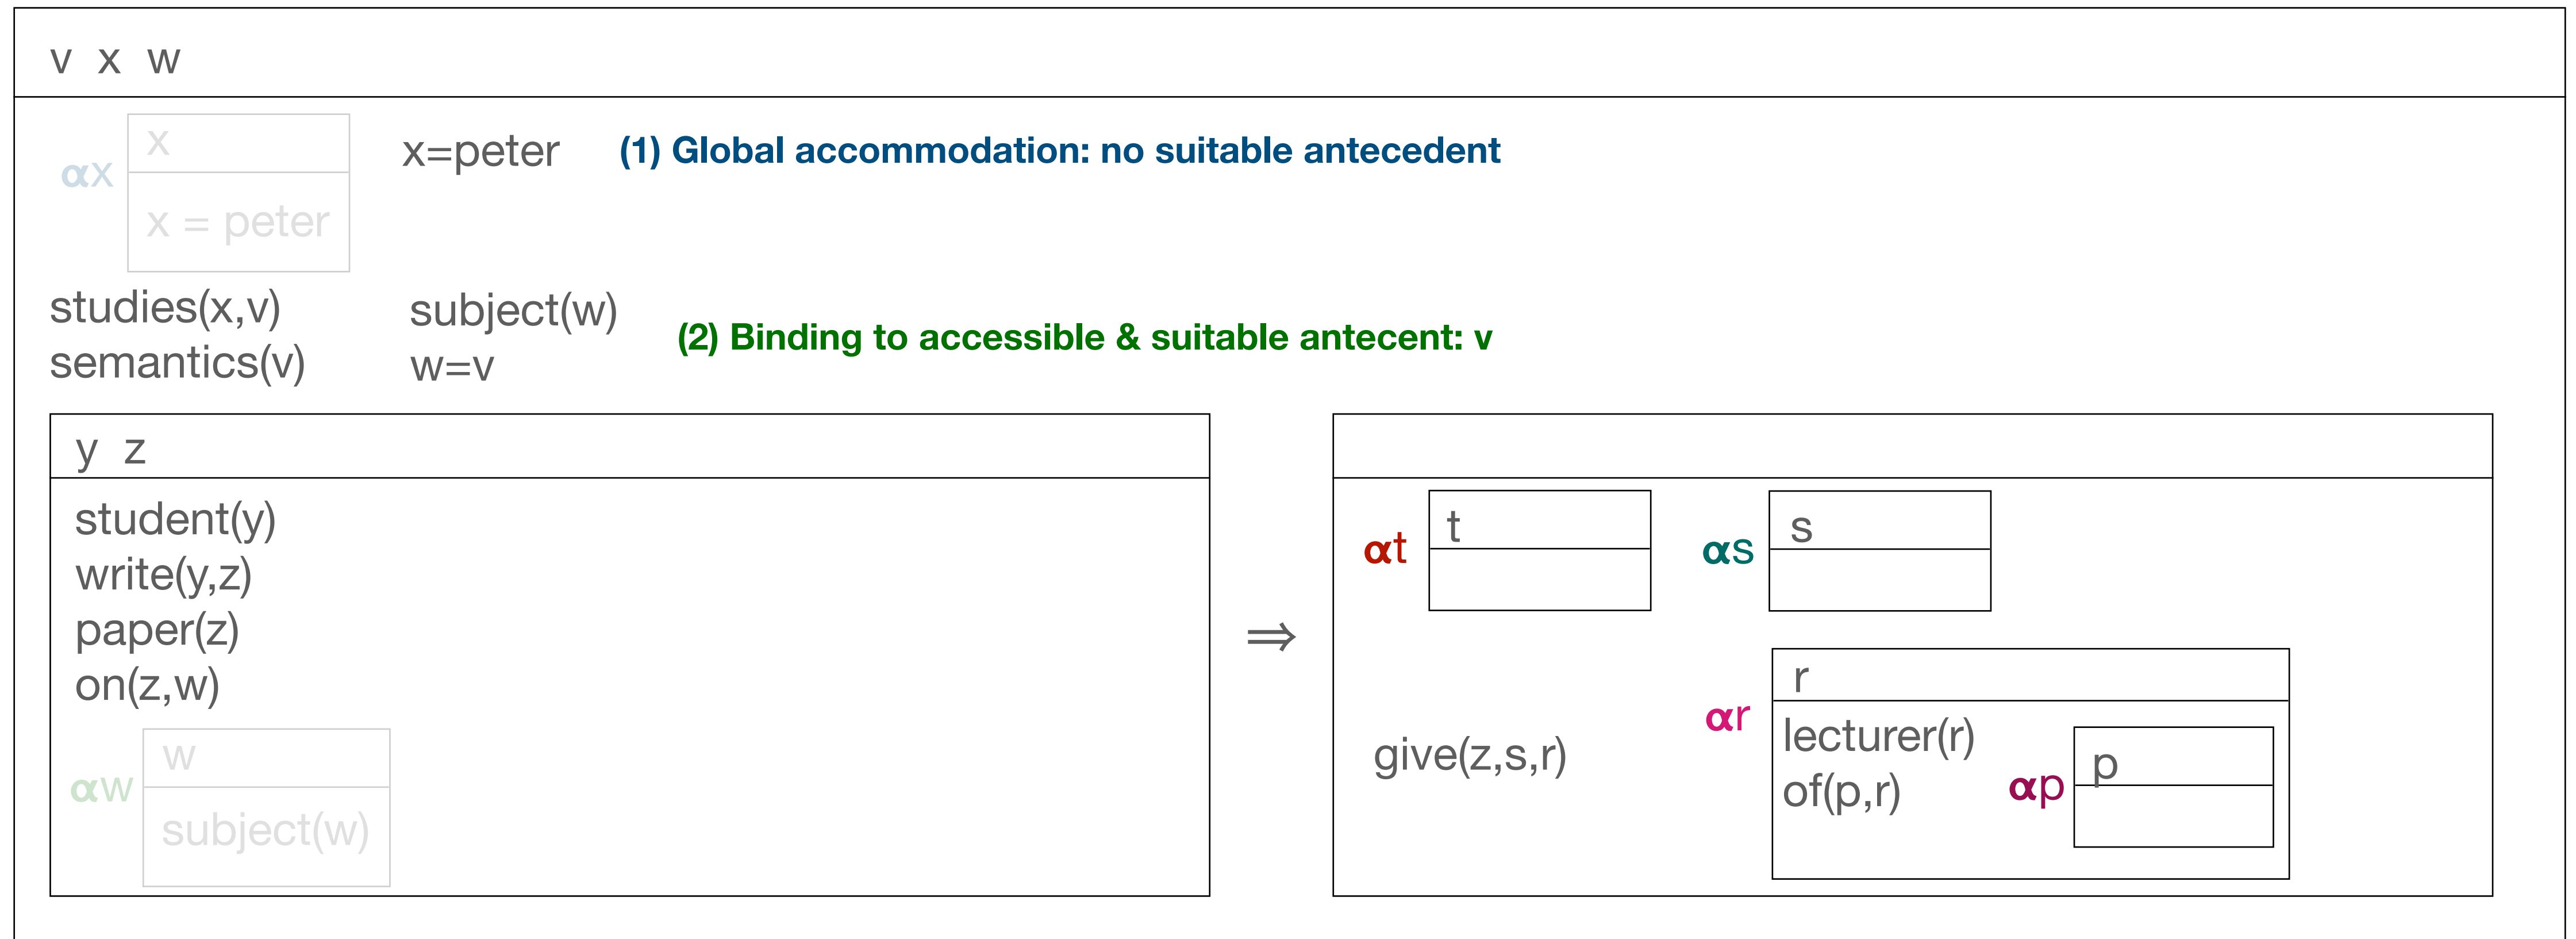 v x w
αx
x
x = peter
x=peter
(1) Global accommodation: no suitable antecedent
studies(x,v)
semantics(v)
subject(w)
w=v
(2) Binding to accessible & suitable antecent: v
y z
student(y)
write(y,z)
paper(z)
on(z,w)
αw
w
subject(w)
⇒
αt
t
αs
s
give(z,s,r)
αr
r
lecturer(r)
of(p,r)
αp
p